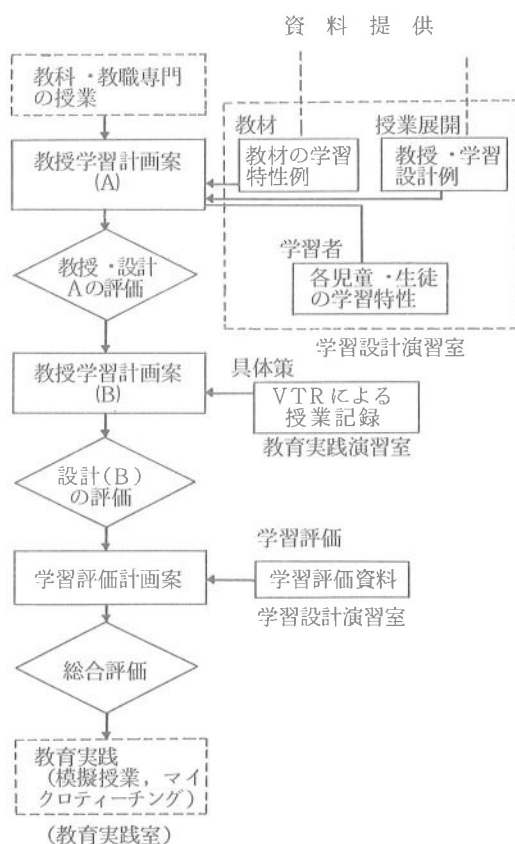 資料提供
教科・教職専門
の授業
教材
教材の学習
特性例
授業展開
教授・学習
設計例
教授学習計画案
(A)
学習者
各児童・生徒
の学習特性
学習設計演習室
教授・設計
Aの評価
教授学習計画案
(B)
具体策
VTRによる
授業記録
教育実践演習室
設計(B)
の評価
学習評価計画案
学習評価
学習評価資料
学習設計演習室
総合評価
教育実践
(模擬授業,マイ
クロティーチング)
(教育実践室)